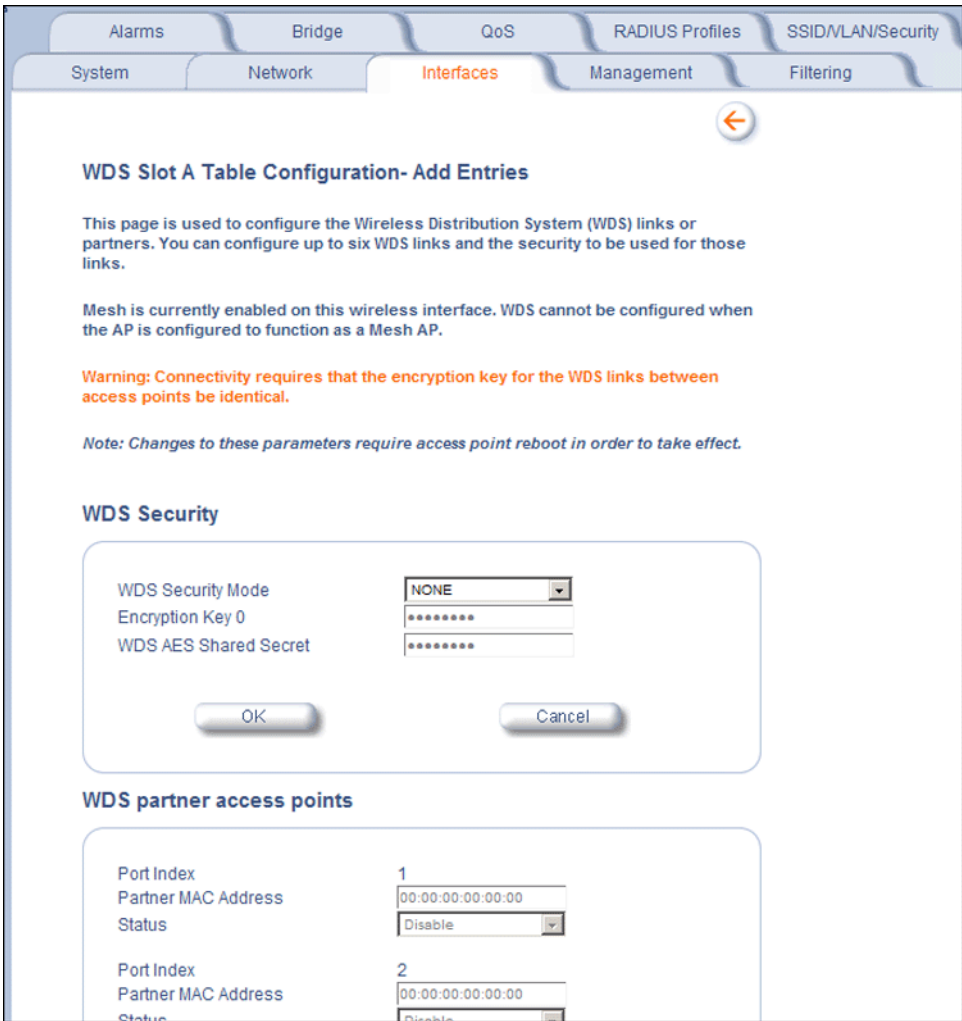 Alarms Bridge QoS RADIUS Profiles SSID/VLAN/Security
System Network Interfaces Management Filtering
WDS Slot A Table Configuration- Add Entries
This page is used to configure the Wireless Distribution System (WDS) links or
partners. You can configure up to six WDS links and the security to be used for those
links.
Mesh is currently enabled on this wireless interface. WDS cannot be configured when
the AP is configured to function as a Mesh AP.
Warning: Connectivity requires that the encryption key for the WDS links between
access points be identical.
Note: Changes to these parameters require access point reboot in order to take effect.
WDS Security
WDS Security Mode NONE
Encryption Key 0 ••••••••
WDS AES Shared Secret ••••••••
OK Cancel
WDS partner access points
Port Index 1
Partner MAC Address 00:00:00:00:00:00
Status Disable
Port Index 2
Partner MAC Address 00:00:00:00:00:00
Status Disable